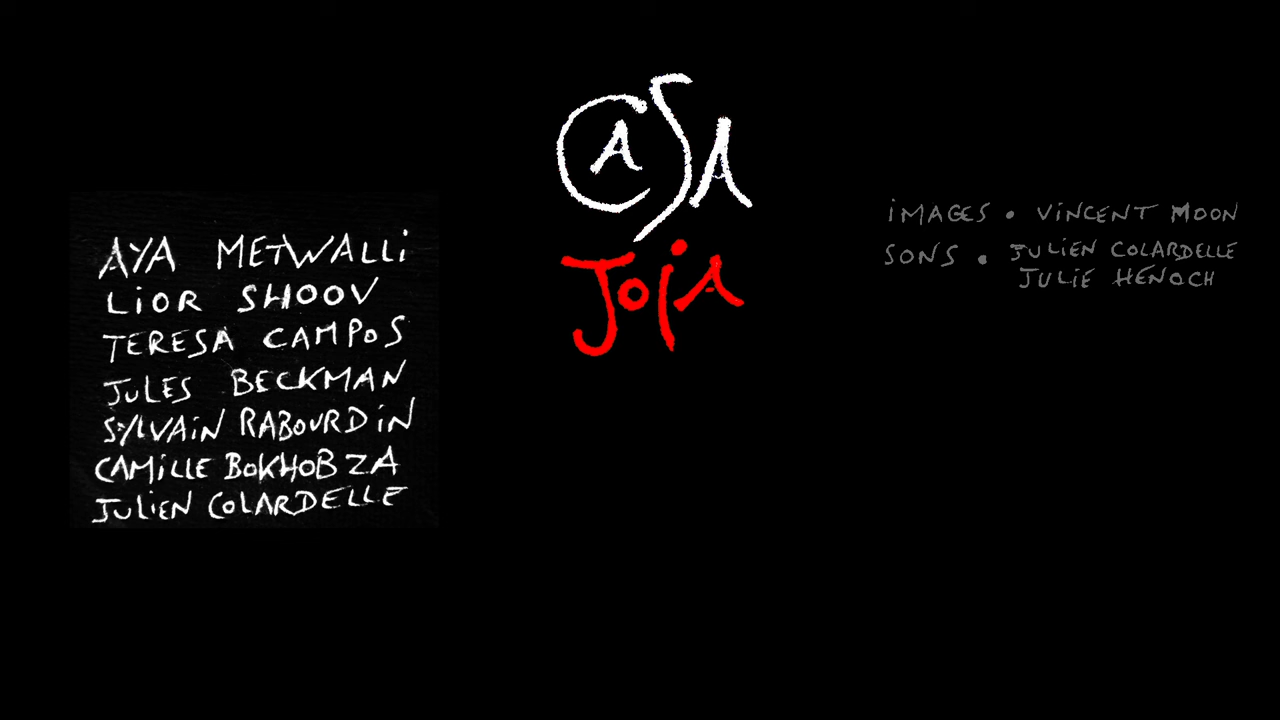 CASA
JOIA
AYA METWALLI
LIOR SHOOV
TERESA CAMPOS
JULES BECKMAN
SYLVAIN RABOURDIN
CAMILLE BOKHOBZA
JULIEN COLARDELLE
IMAGES • VINCENT MOON
SONS • JULIEN COLARDELLE
JULIE HENOCH